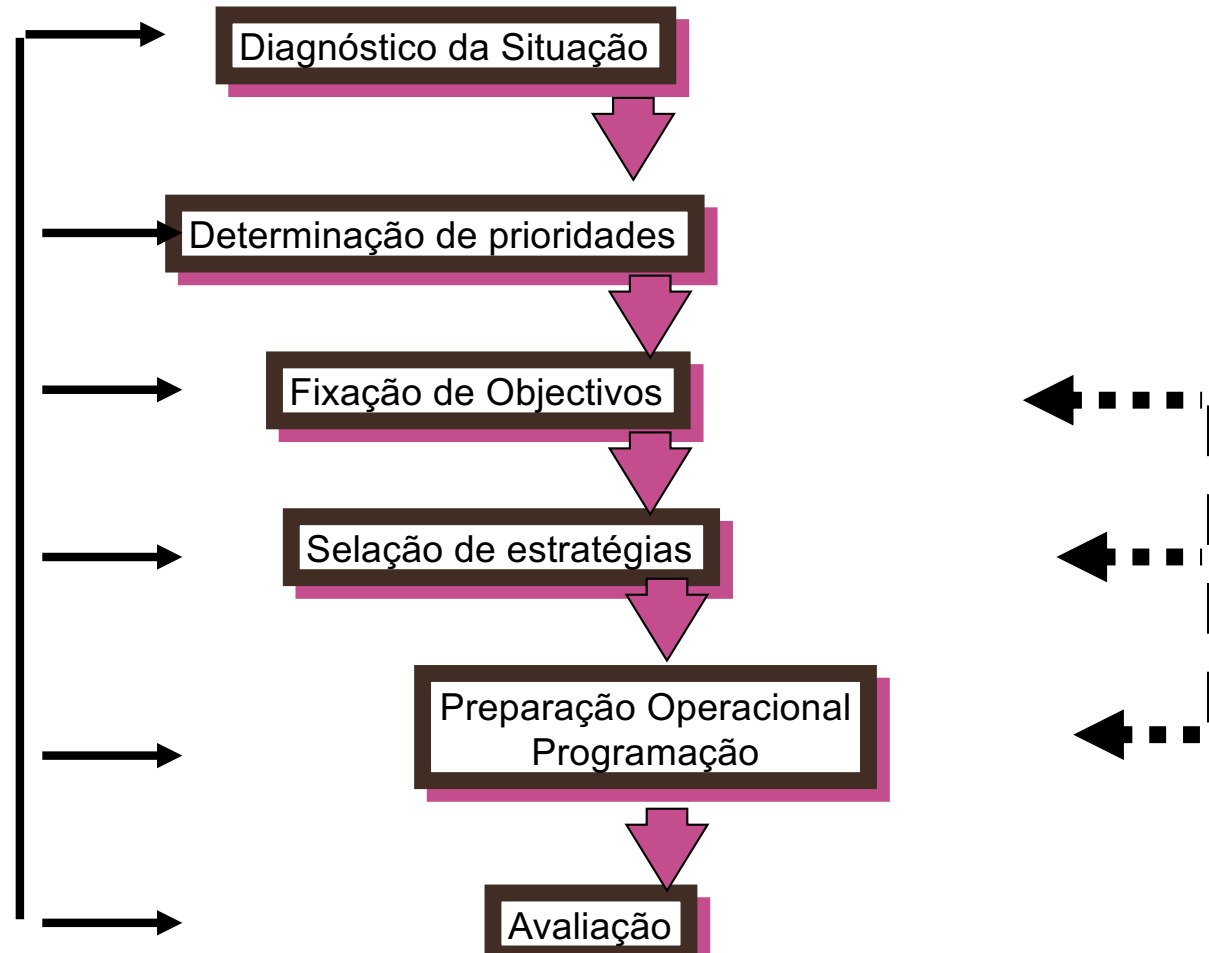 Diagnóstico da Situação
Determinação de prioridades
Fixação de Objectivos
Selação de estratégias
Preparação Operacional
Programação
Avaliação